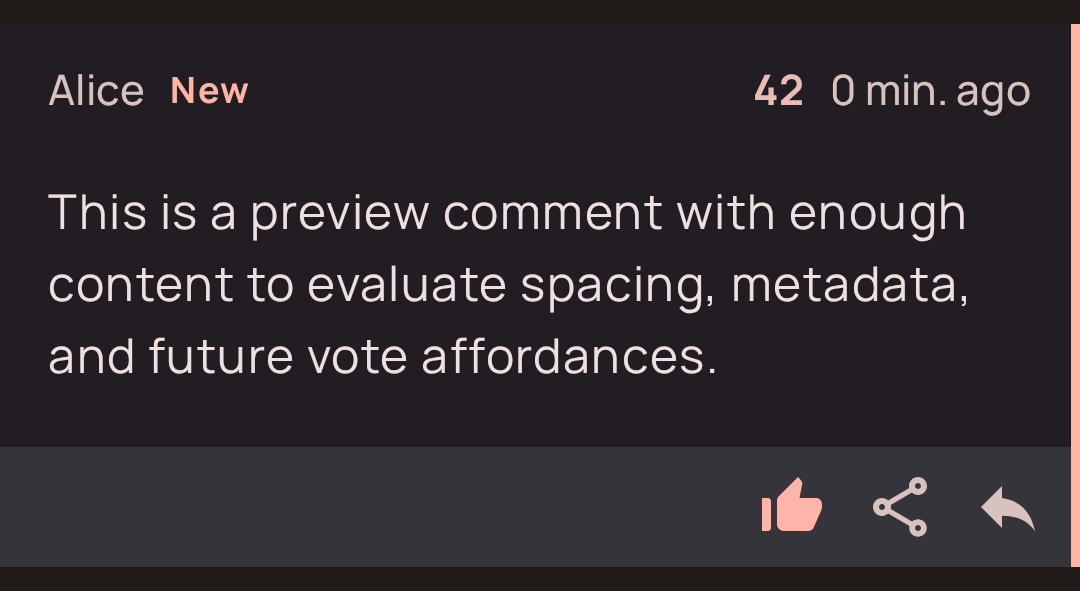 Alice New 42 0 min. ago
This is a preview comment with enough
content to evaluate spacing, metadata,
and future vote affordances.